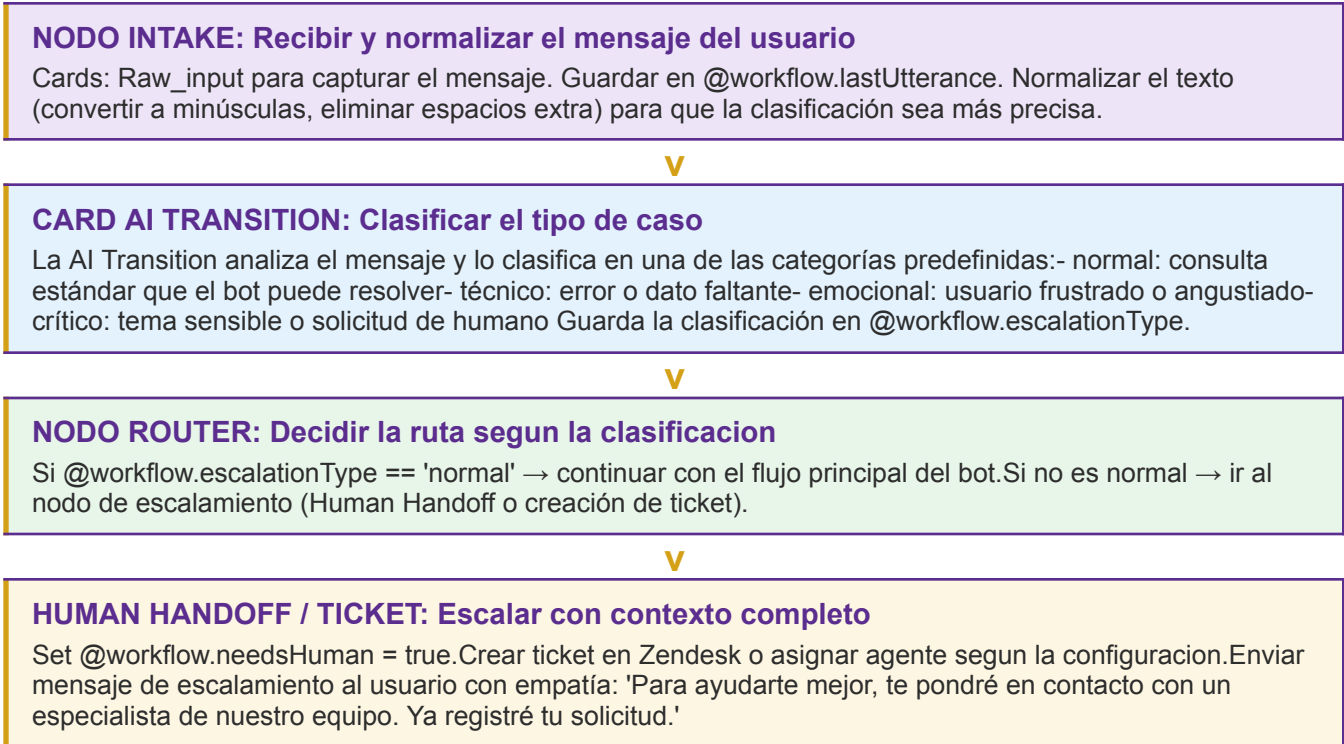 NODO INTAKE: Recibir y normalizar el mensaje del usuario
Cards: Raw_input para capturar el mensaje. Guardar en @workflow.lastUtterance. Normalizar el texto
(convertir a minúsculas, eliminar espacios extra) para que la clasificación sea más precisa.
v
CARD AI TRANSITION: Clasificar el tipo de caso
La AI Transition analiza el mensaje y lo clasifica en una de las categorías predefinidas:- normal: consulta
estándar que el bot puede resolver- técnico: error o dato faltante- emocional: usuario frustrado o angustiado-
crítico: tema sensible o solicitud de humano Guarda la clasificación en @workflow.escalationType.
v
NODO ROUTER: Decidir la ruta segun la clasificacion
Si @workflow.escalationType == 'normal' → continuar con el flujo principal del bot.Si no es normal → ir al
nodo de escalamiento (Human Handoff o creación de ticket).
v
HUMAN HANDOFF / TICKET: Escalar con contexto completo
Set @workflow.needsHuman = true.Crear ticket en Zendesk o asignar agente segun la configuracion.Enviar
mensaje de escalamiento al usuario con empatía: 'Para ayudarte mejor, te pondré en contacto con un
especialista de nuestro equipo. Ya registré tu solicitud.'